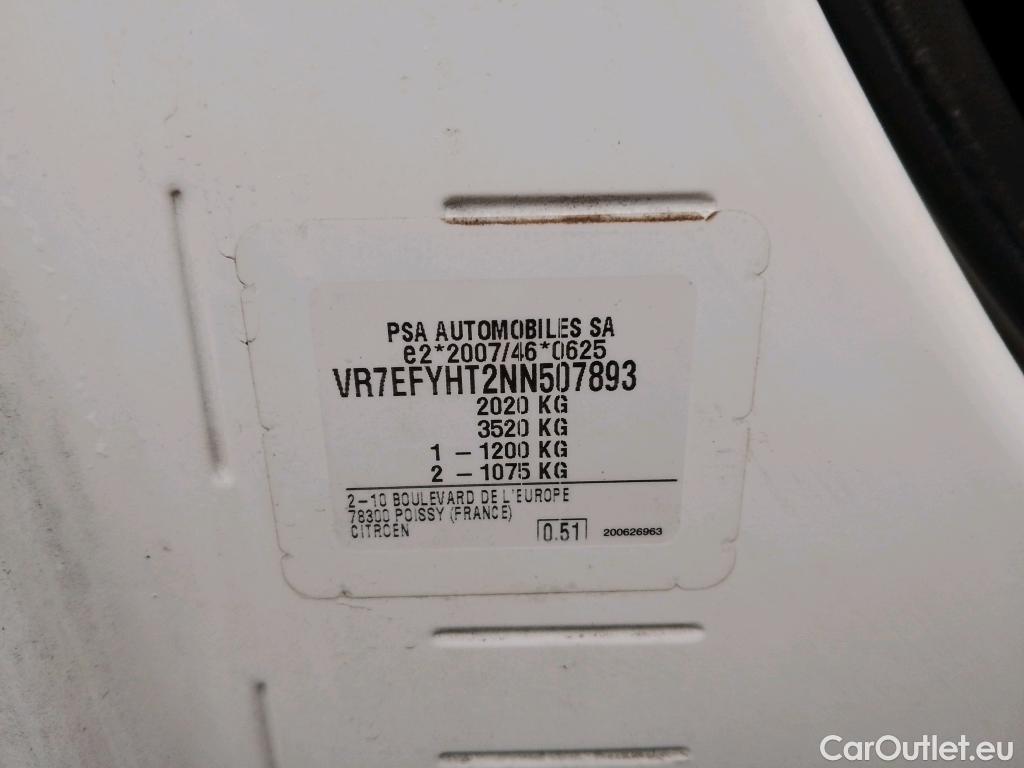 PSA AUTOMOBILES SA
e2*2007/46*0625
VR7EFYHT2NN507893
2020 KG
3520 KG
1 - 1200 KG
2 - 1075 KG
2-10 BOULEVARD DE L'EUROPE
78300 POISSY (FRANCE)
CITROEN
0.51
200626963
CarOutlet.eu